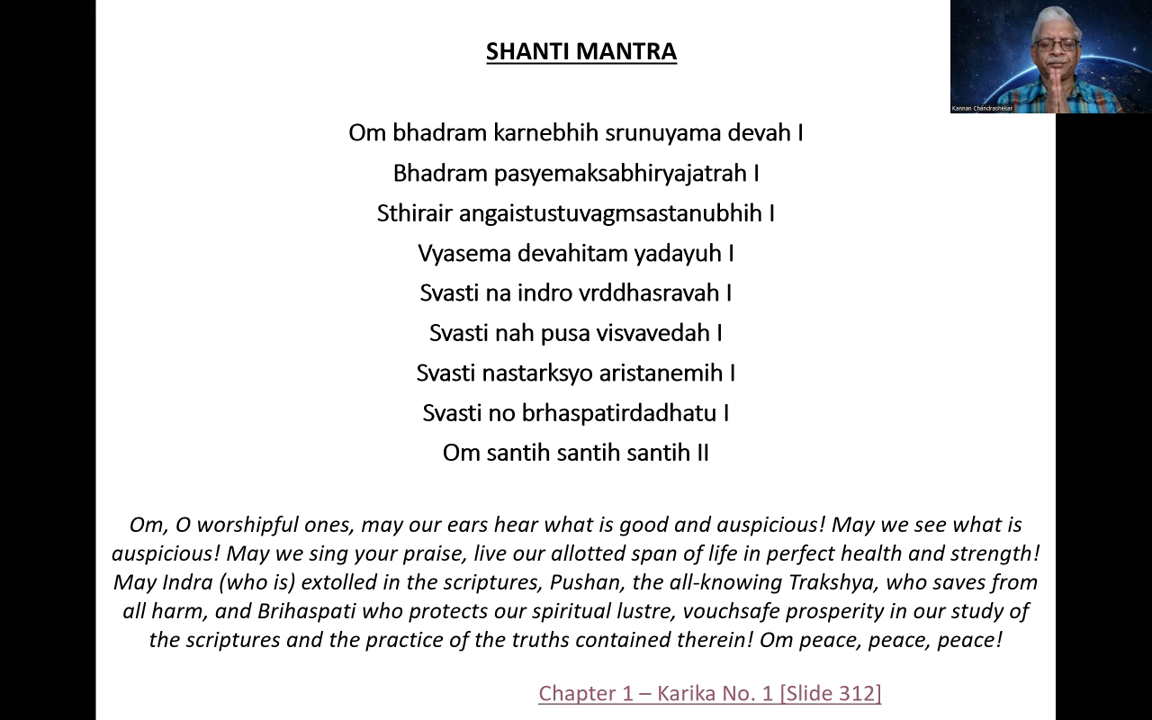 SHANTI MANTRA
Kannan Chandrashekar
Om bhadram karnebhih srunuyama devah I
Bhadram pasyemaksabhiryajatrah I
Sthirair angaistustuvagmsastanubhih I
Vyasema devahitam yadayuh I
Svasti na indro vrddhasravah I
Svasti nah pusa visvavedah I
Svasti nastarksyo aristanemih I
Svasti no brhaspatirdadhatu I
Om santih santih santih II
Om, O worshipful ones, may our ears hear what is good and auspicious! May we see what is
auspicious! May we sing your praise, live our allotted span of life in perfect health and strength!
May Indra (who is) extolled in the scriptures, Pushan, the all-knowing Trakshya, who saves from
all harm, and Brihaspati who protects our spiritual lustre, vouchsafe prosperity in our study of
the scriptures and the practice of the truths contained therein! Om peace, peace, peace!
Chapter 1 – Karika No. 1 [Slide 312]